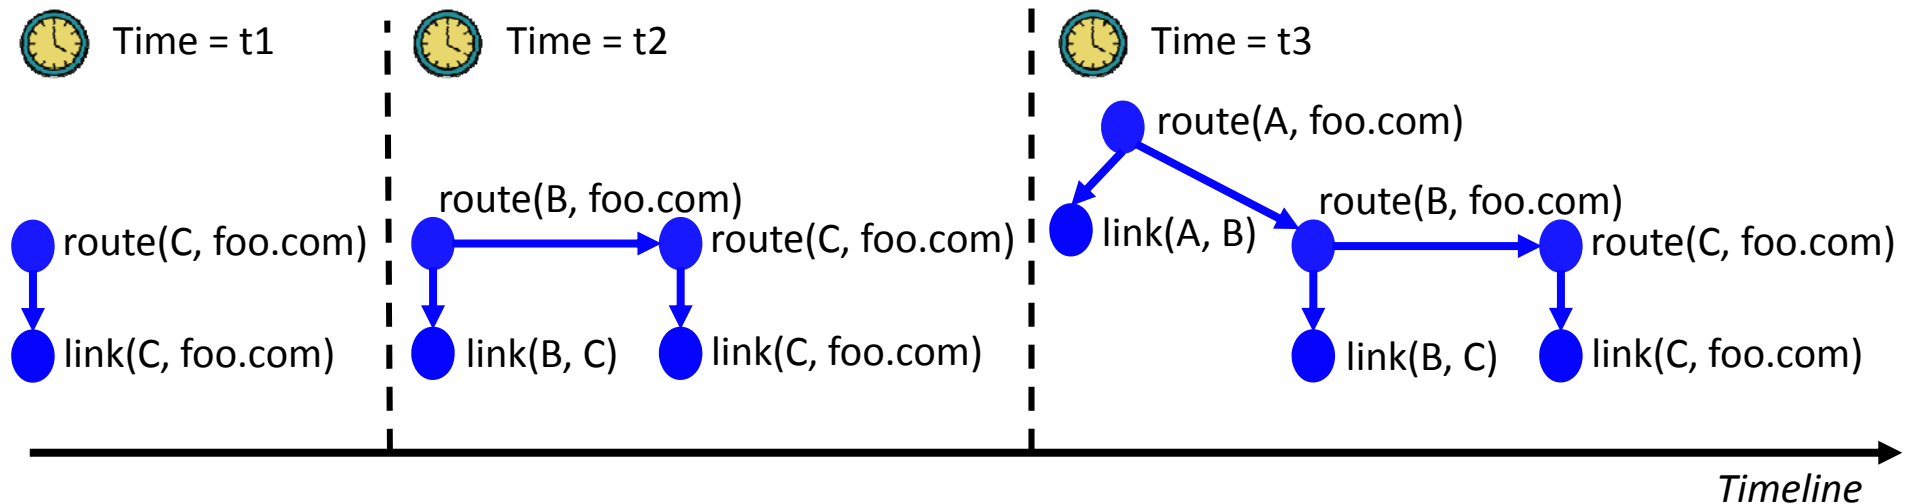 Time = t1
route(C, foo.com)
link(C, foo.com)
Time = t2
route(B, foo.com)
route(C, foo.com)
link(B, C)
link(C, foo.com)
Time = t3
route(A, foo.com)
link(A, B)
route(B, foo.com)
route(C, foo.com)
link(B, C)
link(C, foo.com)
Timeline